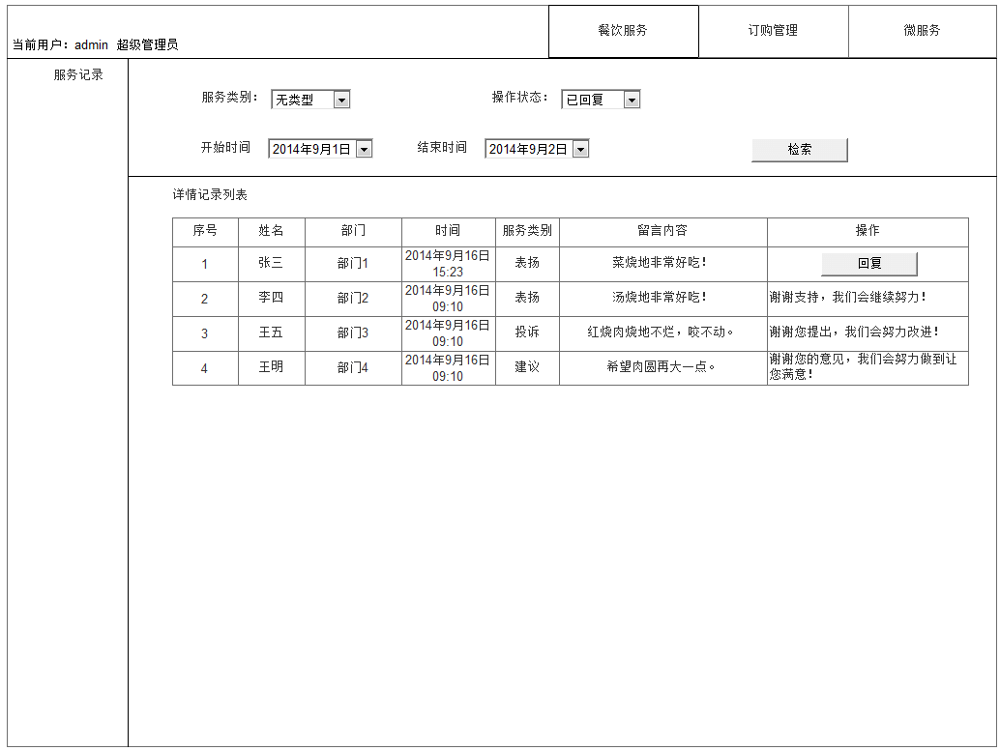 餐饮服务 订购管理 微服务
当前用户：admin 超级管理员
服务记录
服务类别： 无类型 操作状态： 已回复
开始时间 2014年9月1日 结束时间 2014年9月2日 检索
详情记录列表
序号 姓名 部门 时间 服务类别 留言内容 操作
1 张三 部门1 2014年9月16日 15:23 表扬 菜烧地非常好吃！ 回复
2 李四 部门2 2014年9月16日 09:10 表扬 汤烧地非常好吃！ 谢谢支持，我们会继续努力！
3 王五 部门3 2014年9月16日 09:10 投诉 红烧肉烧地不烂，咬不动。 谢谢您提出，我们会努力改进！
4 王明 部门4 2014年9月16日 09:10 建议 希望肉圆再大一点。 谢谢您的意见，我们会努力做到让您满意！